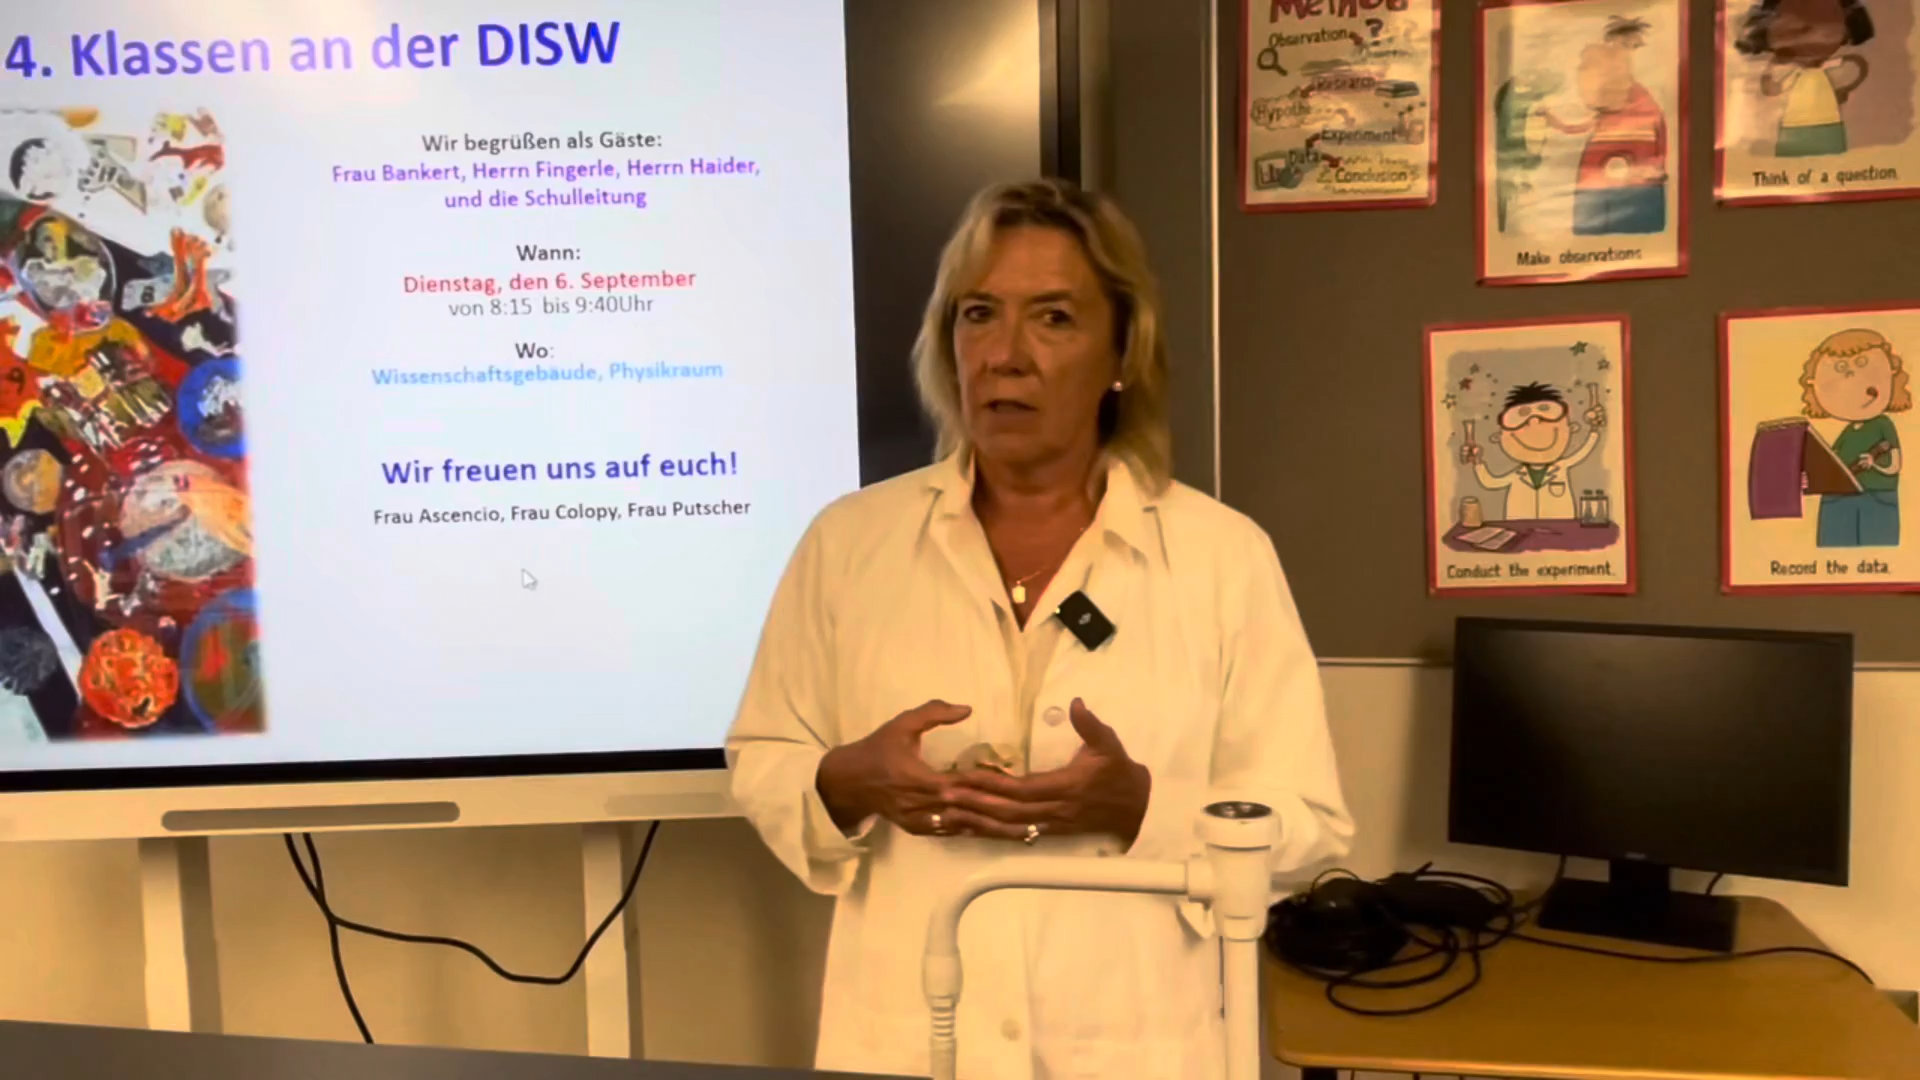 4. Klassen an der DISW
Wir begrüßen als Gäste:
Frau Bankert, Herrn Fingerle, Herrn Haider,
und die Schulleitung
Wann:
Dienstag, den 6. September
von 8:15 bis 9:40Uhr
Wo:
Wissenschaftsgebäude, Physikraum
Wir freuen uns auf euch!
Frau Ascencio, Frau Colopy, Frau Putscher
Method
Observation
?
Research
Experiment
Data
Conclusion
Make observations
Think of a question.
Conduct the experiment.
Record the data.